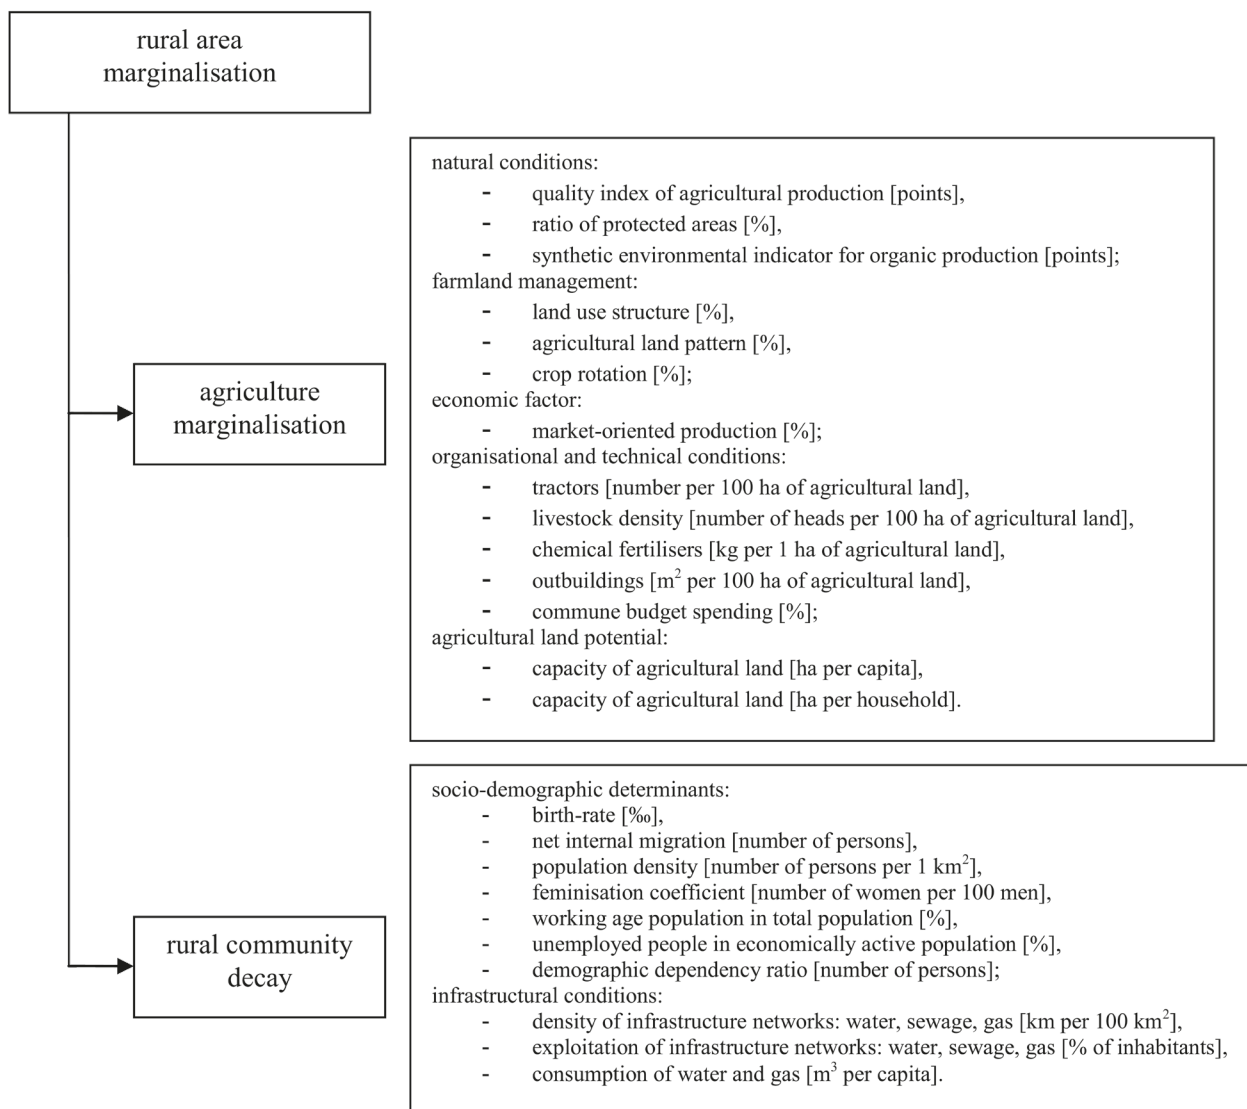 rural area
marginalisation
natural conditions:
- quality index of agricultural production [points],
- ratio of protected areas [%],
- synthetic environmental indicator for organic production [points];
farmland management:
- land use structure [%],
- agricultural land pattern [%],
- crop rotation [%];
economic factor:
- market-oriented production [%];
organisational and technical conditions:
- tractors [number per 100 ha of agricultural land],
- livestock density [number of heads per 100 ha of agricultural land],
- chemical fertilisers [kg per 1 ha of agricultural land],
- outbuildings [m² per 100 ha of agricultural land],
- commune budget spending [%];
agricultural land potential:
- capacity of agricultural land [ha per capita],
- capacity of agricultural land [ha per household].
agriculture
marginalisation
socio-demographic determinants:
- birth-rate [‰],
- net internal migration [number of persons],
- population density [number of persons per 1 km²],
- feminisation coefficient [number of women per 100 men],
- working age population in total population [%],
- unemployed people in economically active population [%],
- demographic dependency ratio [number of persons];
infrastructural conditions:
- density of infrastructure networks: water, sewage, gas [km per 100 km²],
- exploitation of infrastructure networks: water, sewage, gas [% of inhabitants],
- consumption of water and gas [m³ per capita].
rural community
decay